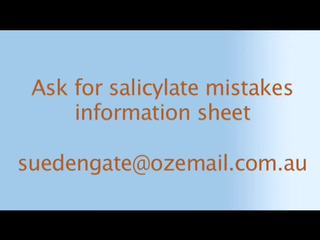 Ask for salicylate mistakes
information sheet
suedengate@ozemail.com.au